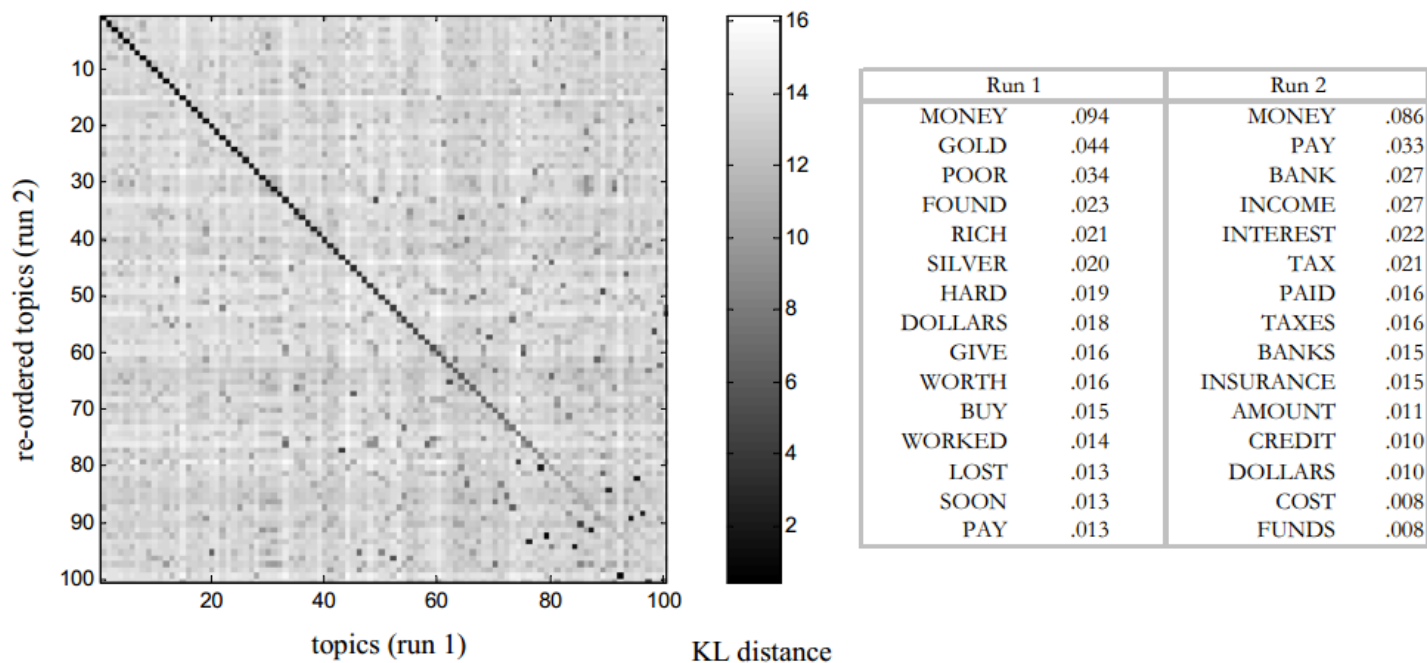 re-ordered topics (run 2)
10
20
30
40
50
60
70
80
90
100
20 40 60 80 100
topics (run 1)
16
14
12
10
8
6
4
2
KL distance
Run 1 Run 2
MONEY .094 MONEY .086
GOLD .044 PAY .033
POOR .034 BANK .027
FOUND .023 INCOME .027
RICH .021 INTEREST .022
SILVER .020 TAX .021
HARD .019 PAID .016
DOLLARS .018 TAXES .016
GIVE .016 BANKS .015
WORTH .016 INSURANCE .015
BUY .015 AMOUNT .011
WORKED .014 CREDIT .010
LOST .013 DOLLARS .010
SOON .013 COST .008
PAY .013 FUNDS .008